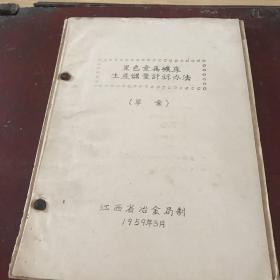 黑色金属矿床
生产储量计算办法
(草案)
江西省冶金局制
1959年3月